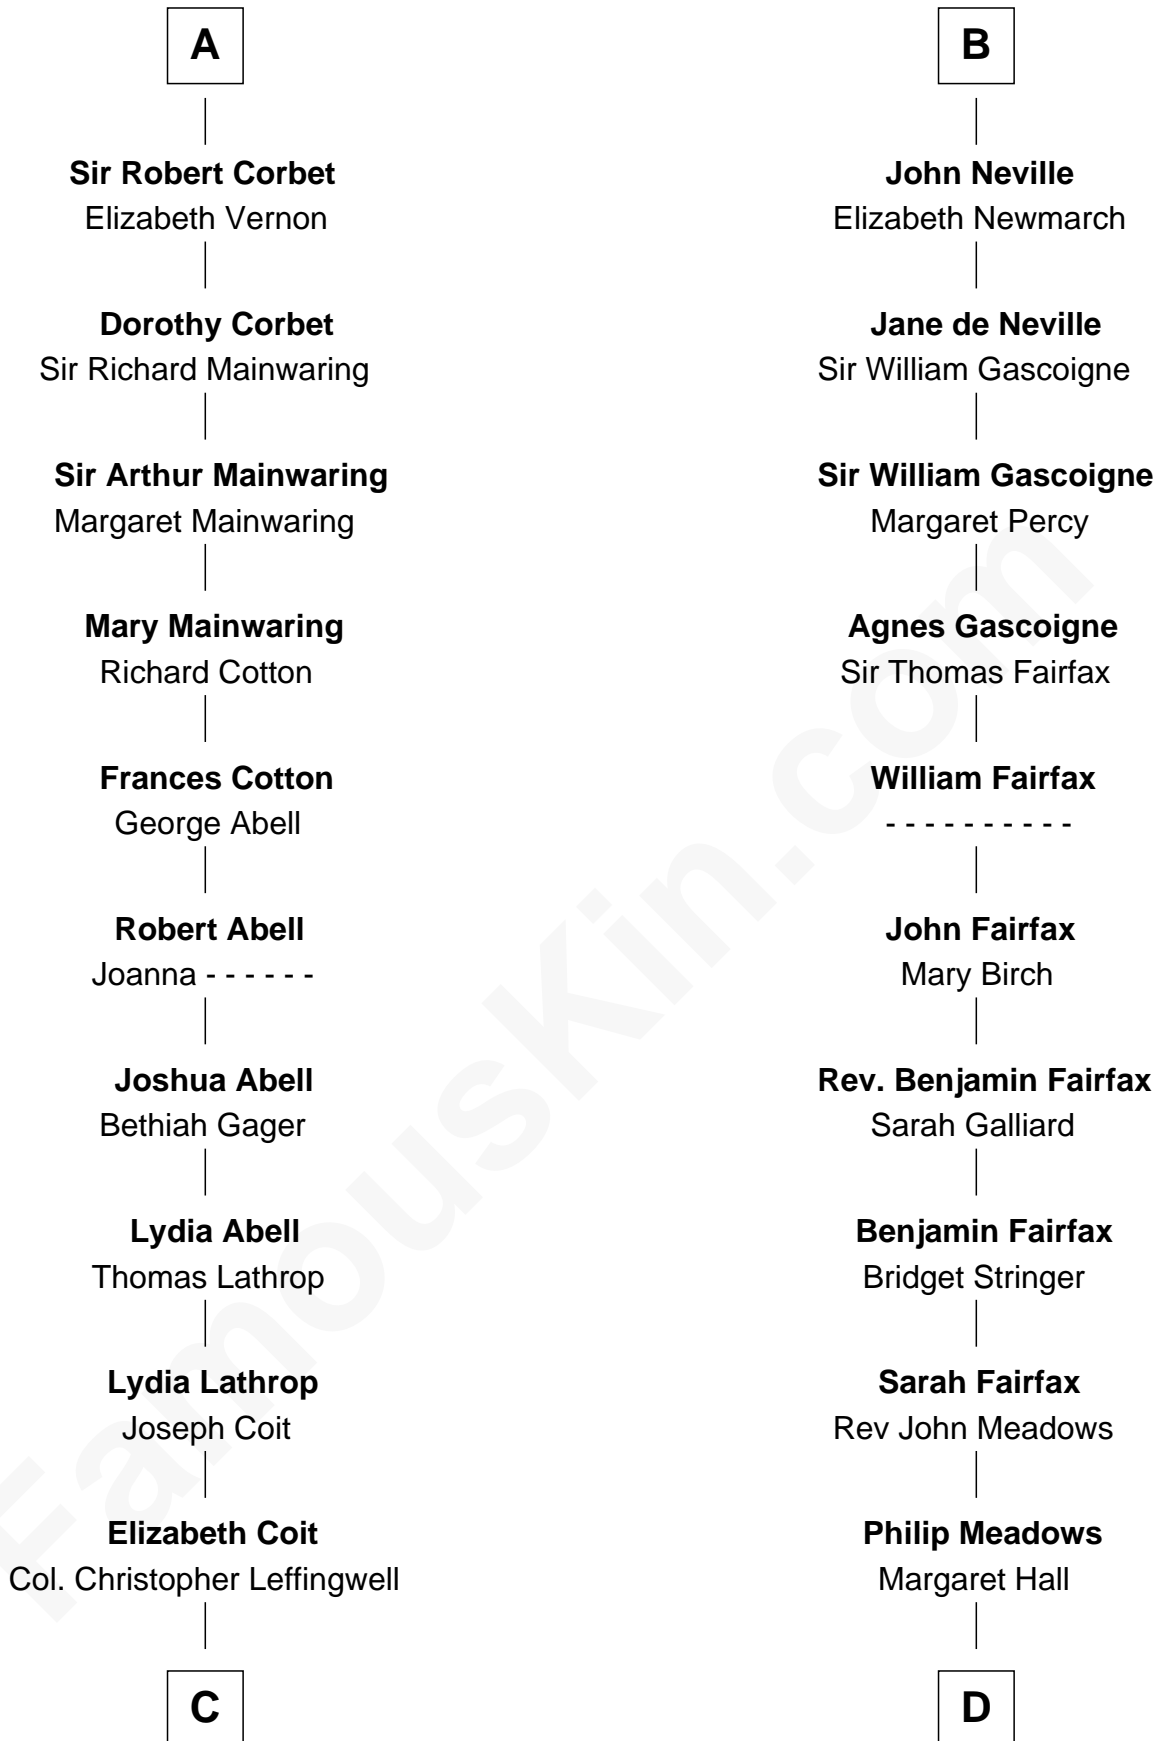 A
Sir Robert Corbet
Elizabeth Vernon
Dorothy Corbet
Sir Richard Mainwaring
Sir Arthur Mainwaring
Margaret Mainwaring
Mary Mainwaring
Richard Cotton
Frances Cotton
George Abell
Robert Abell
Joanna - - - - - -
Joshua Abell
Bethiah Gager
Lydia Abell
Thomas Lathrop
Lydia Lathrop
Joseph Coit
Elizabeth Coit
Col. Christopher Leffingwell
C
B
John Neville
Elizabeth Newmarch
Jane de Neville
Sir William Gascoigne
Sir William Gascoigne
Margaret Percy
Agnes Gascoigne
Sir Thomas Fairfax
William Fairfax
- - - - - - - - - -
John Fairfax
Mary Birch
Rev. Benjamin Fairfax
Sarah Galliard
Benjamin Fairfax
Bridget Stringer
Sarah Fairfax
Rev John Meadows
Philip Meadows
Margaret Hall
D
FamousKin.com